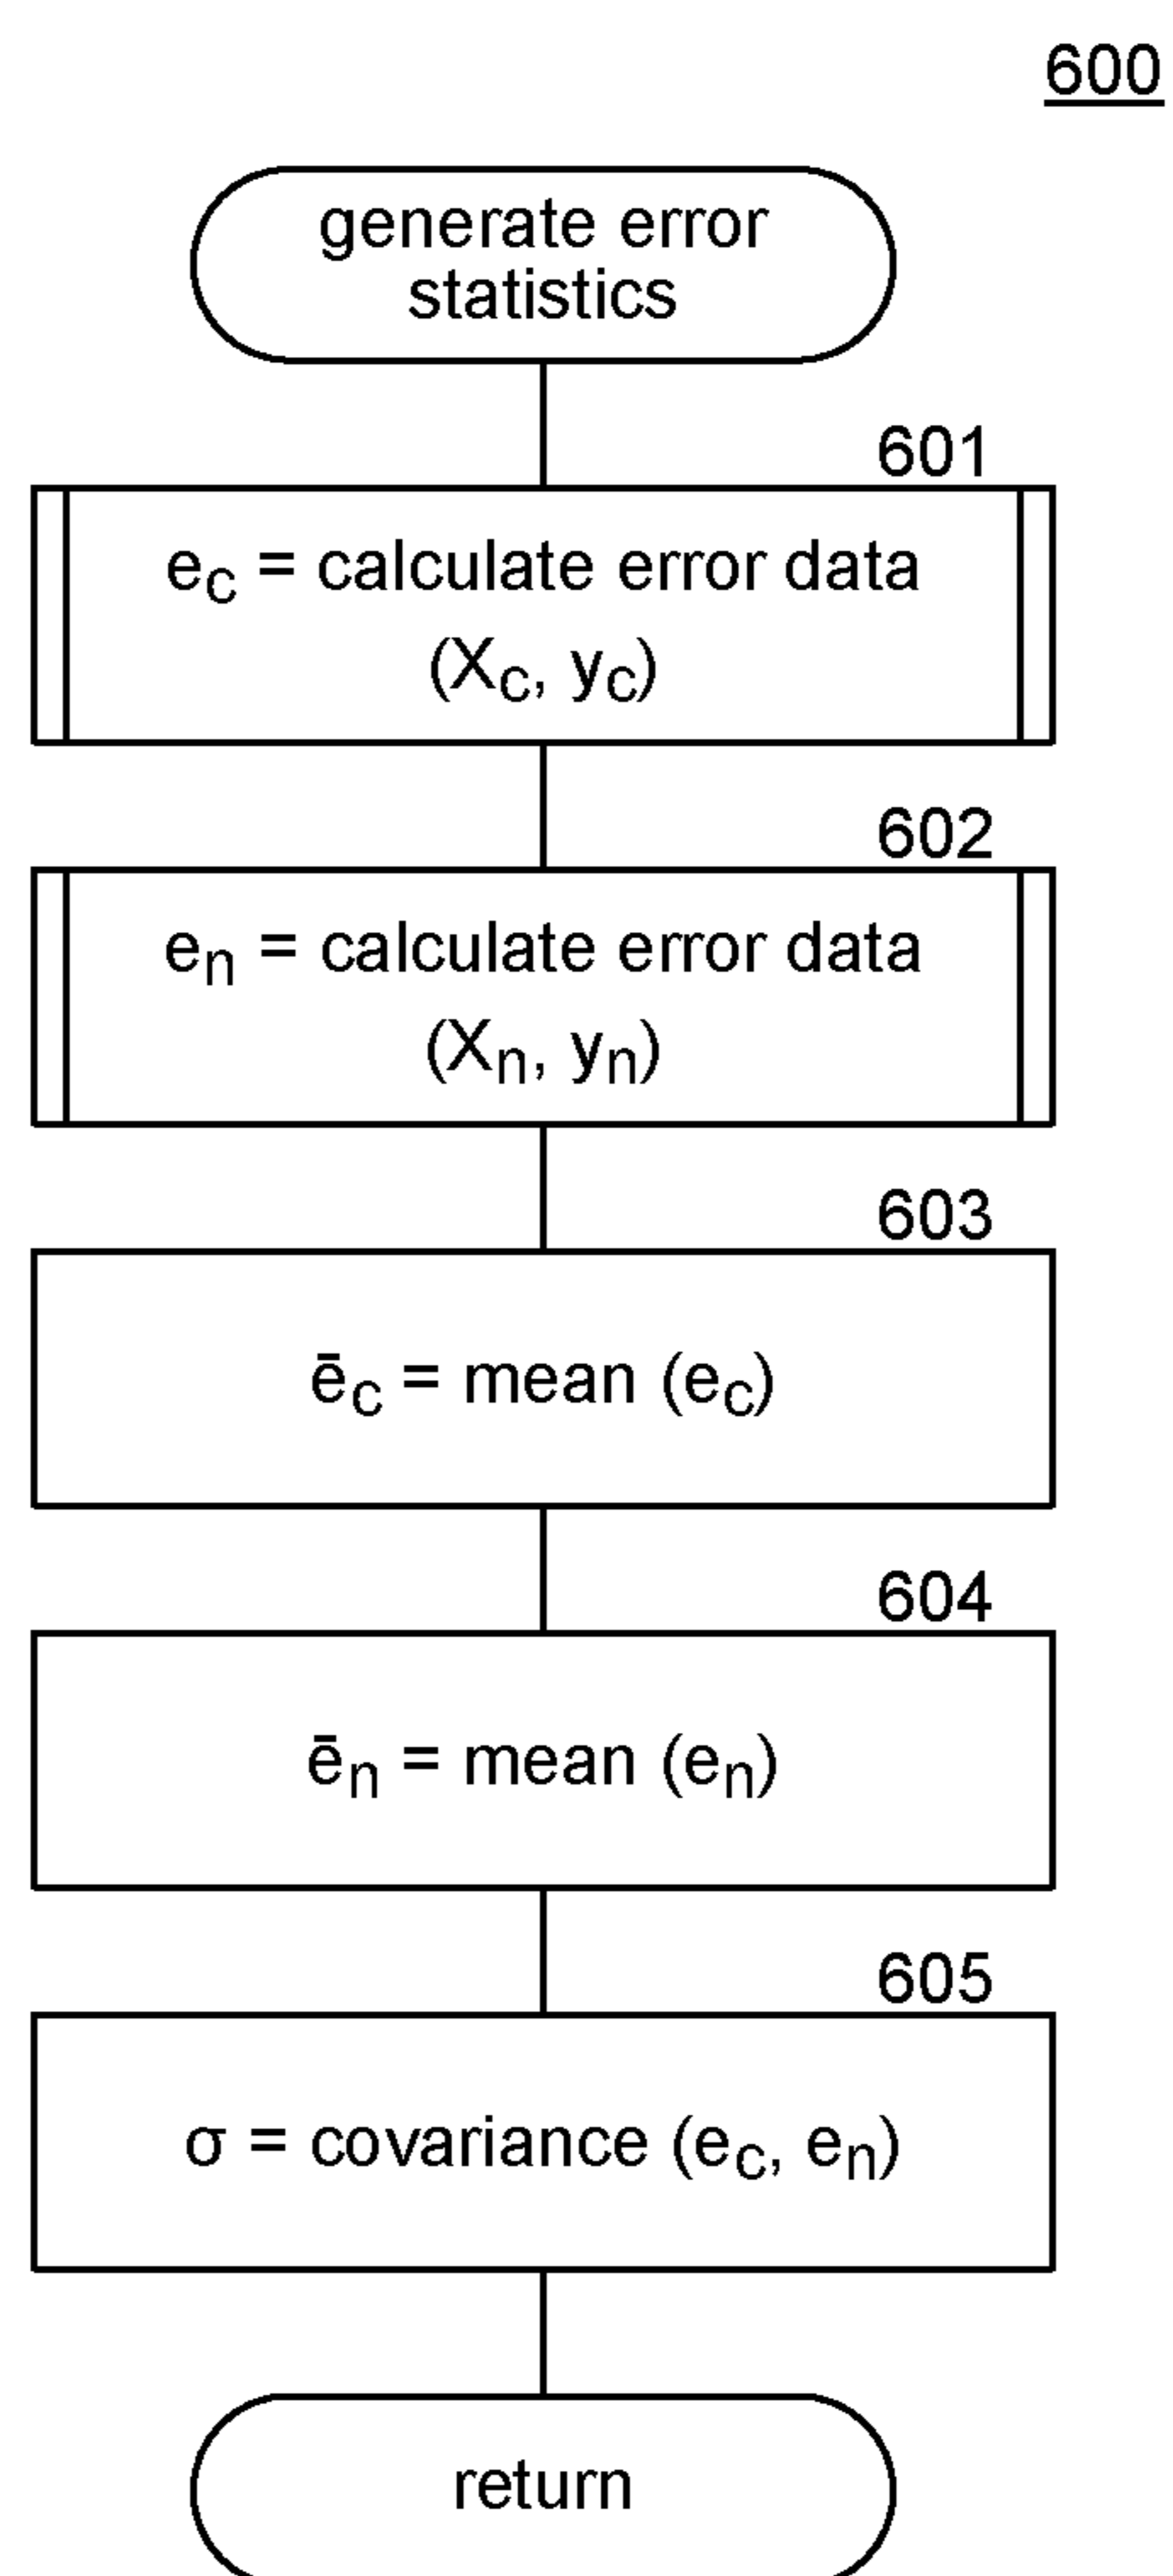 600
generate error
statistics
601
e_c = calculate error data
(X_c, y_c)
602
e_n = calculate error data
(X_n, y_n)
603
ē_c = mean (e_c)
604
ē_n = mean (e_n)
605
σ = covariance (e_c, e_n)
return